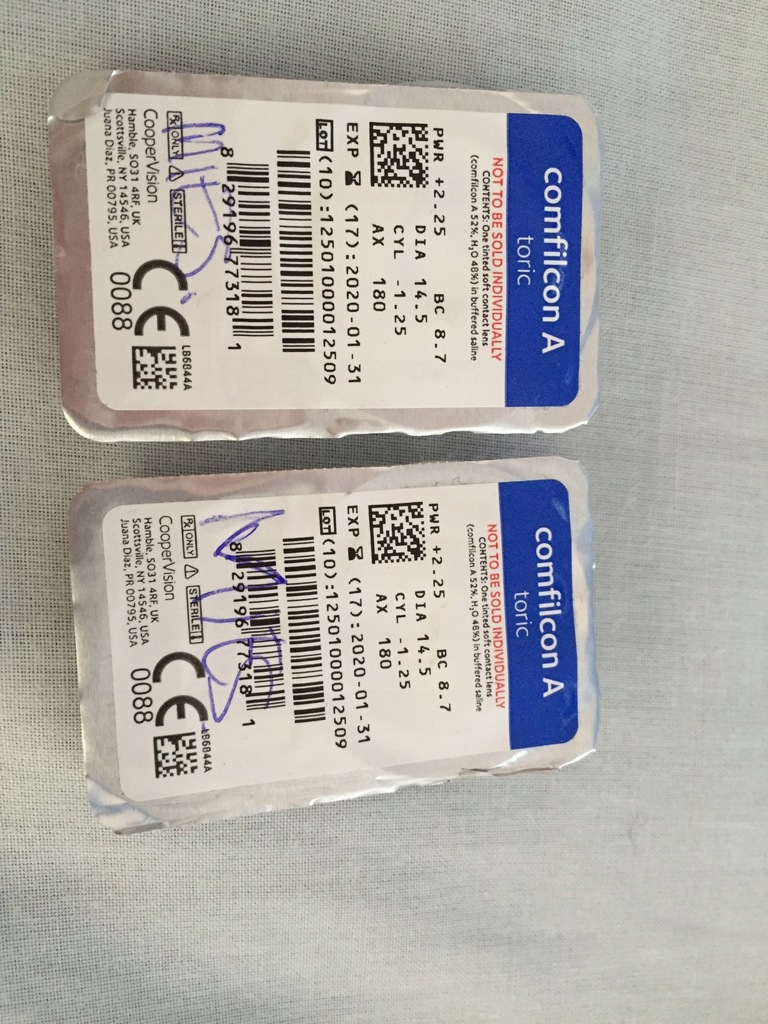 comfilcon A
toric
NOT TO BE SOLD INDIVIDUALLY
CONTENTS: One tinted soft contact lens
(comfilcon A 52%, H₂O 48%) in buffered saline
PWR +2.25 BC 8.7
DIA 14.5
CYL -1.25
AX 180
EXP (17):2020-01-31
LOT (10):12501000012509
8 29196 77318 1
Rx ONLY STERILE
CE 0088
LB6844A
CooperVision
Hamble, SO31 4RF, UK
Scottsville, NY 14546, USA
Juana Diaz, PR 00795, USA
comfilcon A
toric
NOT TO BE SOLD INDIVIDUALLY
CONTENTS: One tinted soft contact lens
(comfilcon A 52%, H₂O 48%) in buffered saline
PWR +2.25 BC 8.7
DIA 14.5
CYL -1.25
AX 180
EXP (17):2020-01-31
LOT (10):12501000012509
8 29196 77318 1
Rx ONLY STERILE
CE 0088
LB6844A
CooperVision
Hamble, SO31 4RF, UK
Scottsville, NY 14546, USA
Juana Diaz, PR 00795, USA